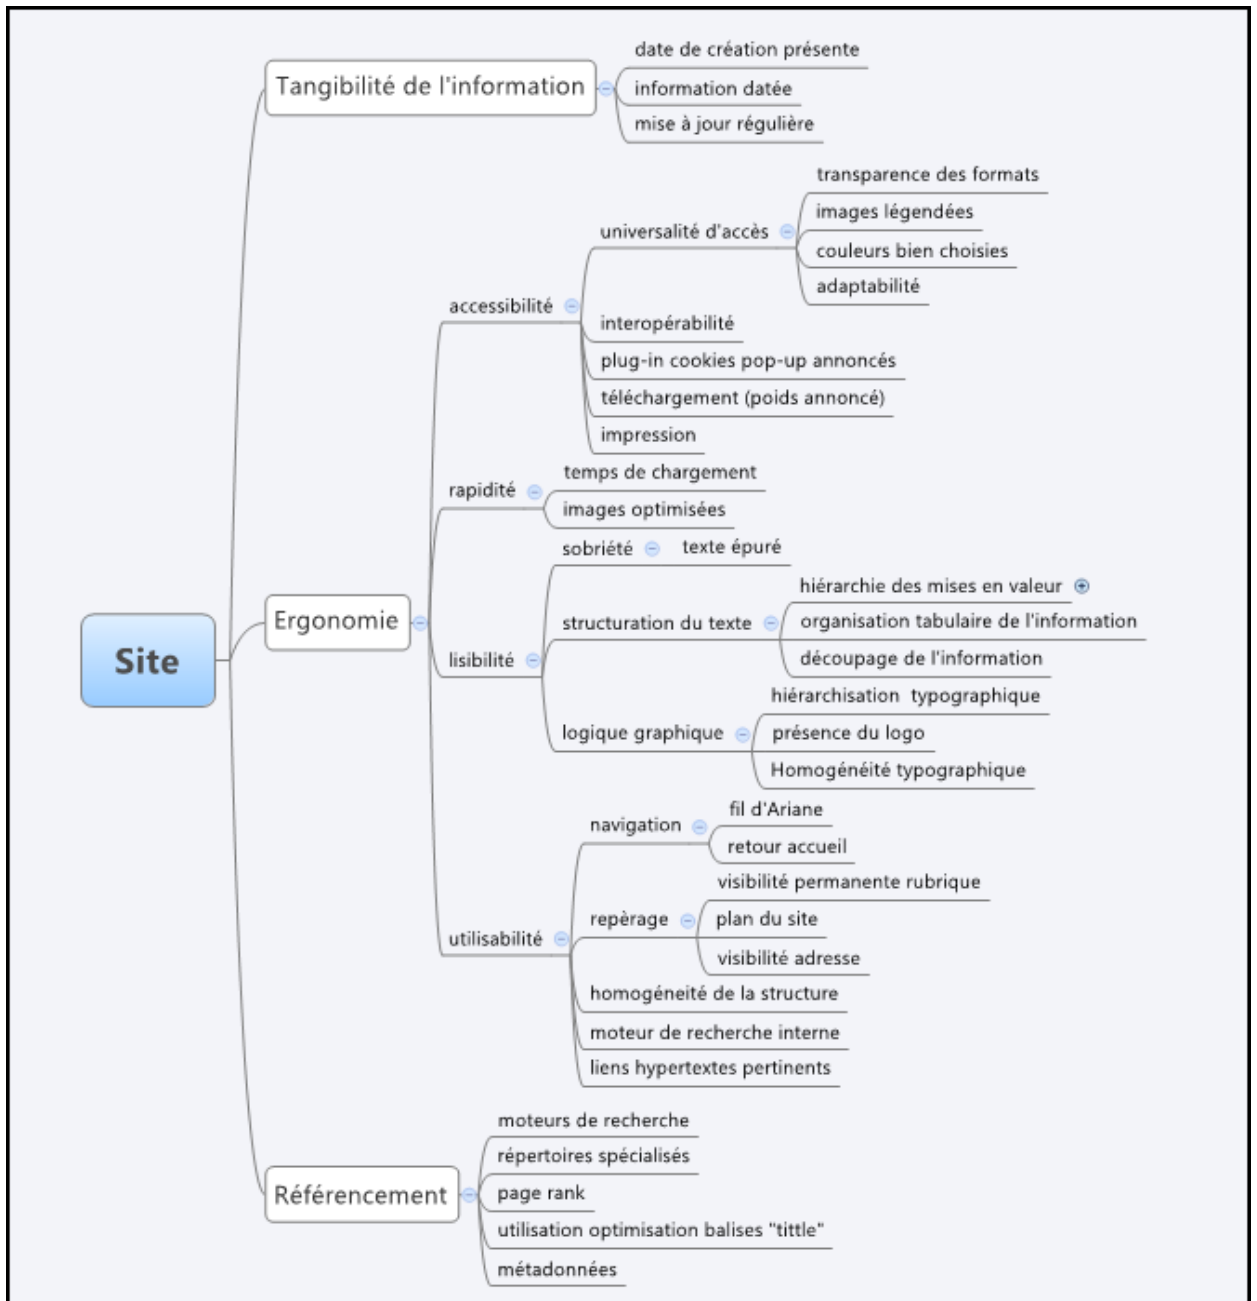 Site
Tangibilité de l'information
date de création présente
information datée
mise à jour régulière
Ergonomie
accessibilité
universalité d'accès
transparence des formats
images légendées
couleurs bien choisies
adaptabilité
interopérabilité
plug-in cookies pop-up annoncés
téléchargement (poids annoncé)
impression
rapidité
temps de chargement
images optimisées
lisibilité
sobriété
texte épuré
structuration du texte
hiérarchie des mises en valeur
organisation tabulaire de l'information
découpage de l'information
logique graphique
hiérarchisation typographique
présence du logo
Homogénéité typographique
utilisabilité
navigation
fil d'Ariane
retour accueil
repèrage
visibilité permanente rubrique
plan du site
visibilité adresse
homogéneité de la structure
moteur de recherche interne
liens hypertextes pertinents
Référencement
moteurs de recherche
répertoires spécialisés
page rank
utilisation optimisation balises "tittle"
métadonnées